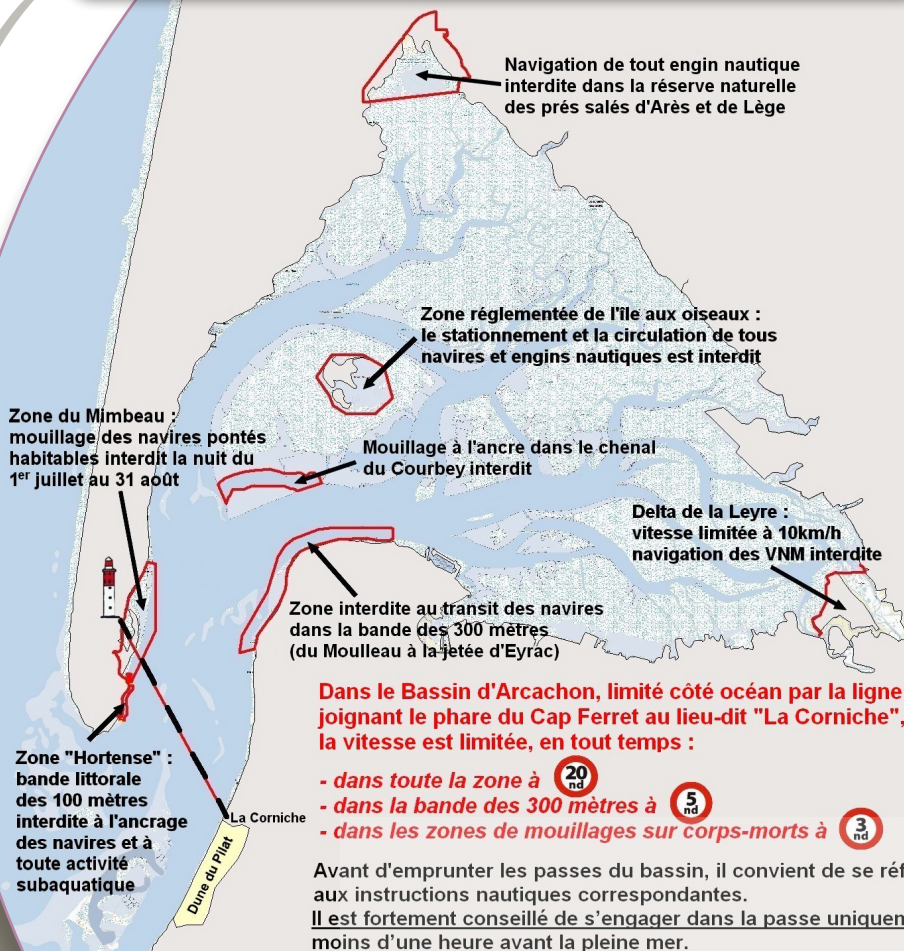 Navigation de tout engin nautique
interdite dans la réserve naturelle
des prés salés d'Arès et de Lège
Zone réglementée de l'île aux oiseaux :
le stationnement et la circulation de tous
navires et engins nautiques est interdit
Zone du Mimbeau :
mouillage des navires pontés
habitables interdit la nuit du
1er juillet au 31 août
Mouillage à l'ancre dans le chenal
du Courbey interdit
Delta de la Leyre :
vitesse limitée à 10km/h
navigation des VNM interdite
Zone interdite au transit des navires
dans la bande des 300 mètres
(du Moulleau à la jetée d'Eyrac)
Dans le Bassin d'Arcachon, limité côté océan par la ligne
joignant le phare du Cap Ferret au lieu-dit "La Corniche",
la vitesse est limitée, en tout temps :
- dans toute la zone à 20 nd
- dans la bande des 300 mètres à 5 nd
- dans les zones de mouillages sur corps-morts à 3 nd
Zone "Hortense" :
bande littorale
des 100 mètres
interdite à l'ancrage
des navires et à
toute activité
subaquatique
La Corniche
Dune du Pilat
Avant d'emprunter les passes du bassin, il convient de se
aux instructions nautiques correspondantes.
Il est fortement conseillé de s’engager dans la passe
moins d’une heure avant la pleine mer.